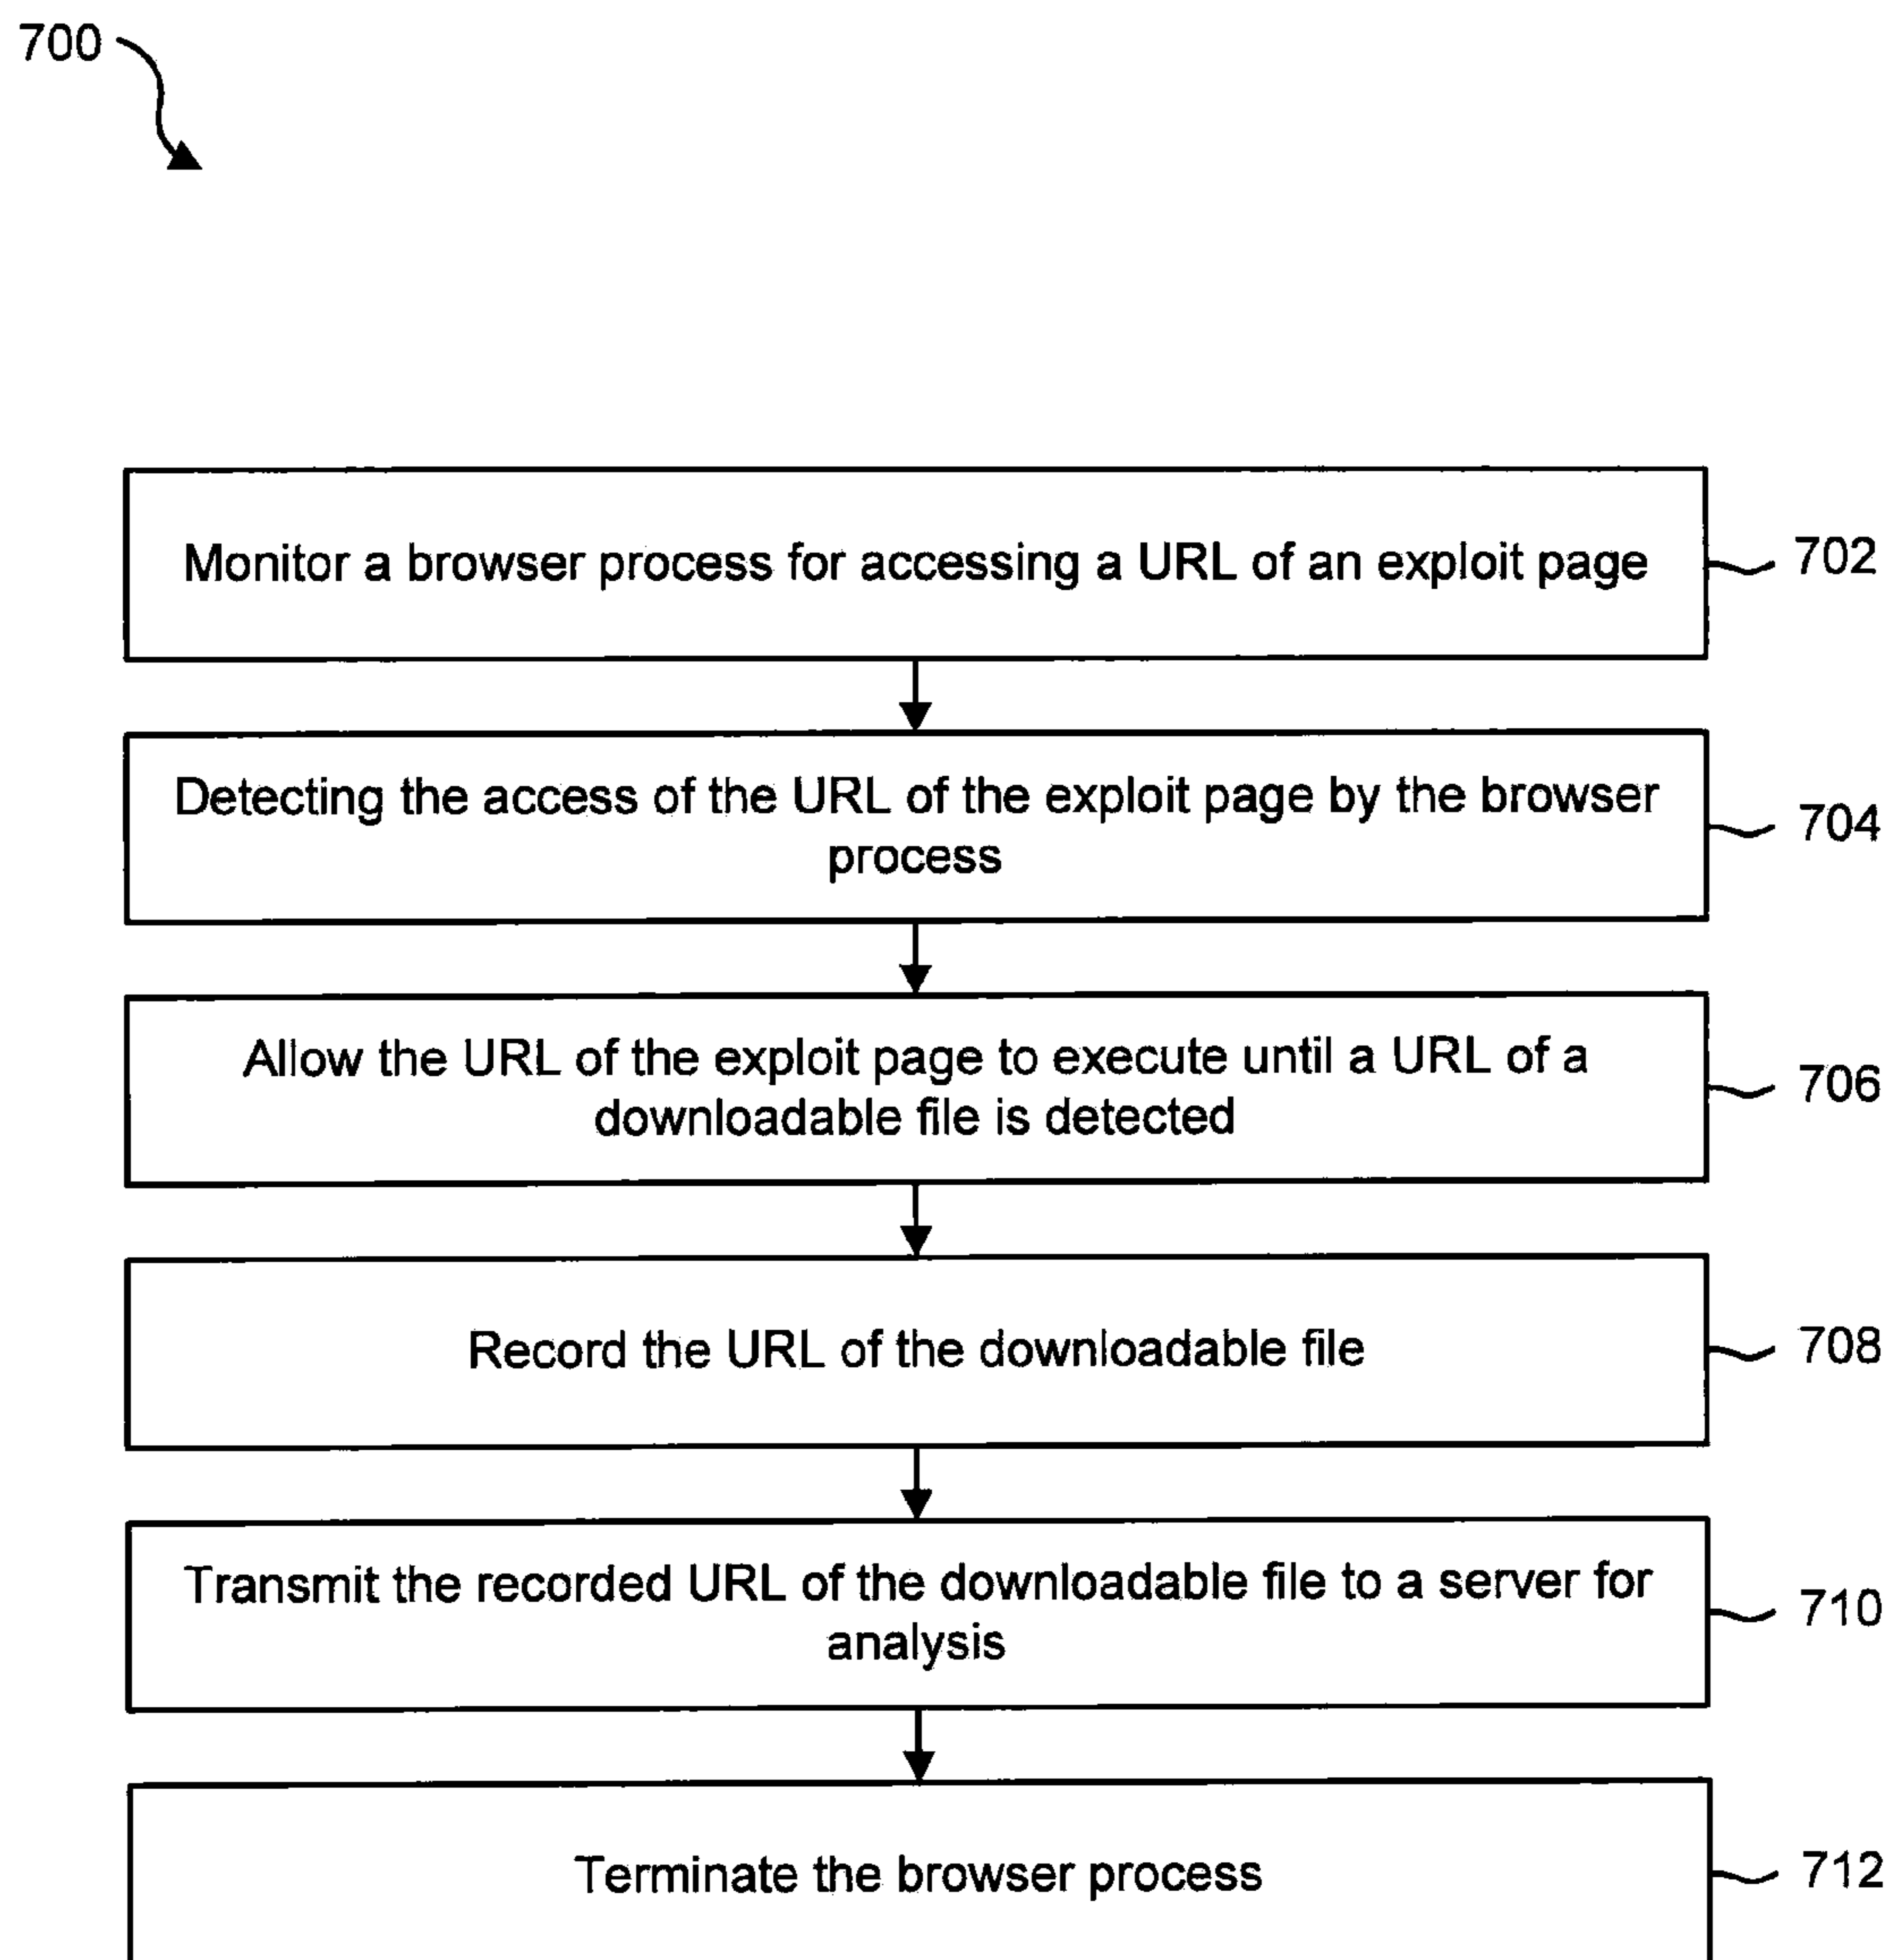 700
Monitor a browser process for accessing a URL of an exploit page
702
Detecting the access of the URL of the exploit page by the browser
process
704
Allow the URL of the exploit page to execute until a URL of a
downloadable file is detected
706
Record the URL of the downloadable file
708
Transmit the recorded URL of the downloadable file to a server for
analysis
710
Terminate the browser process
712